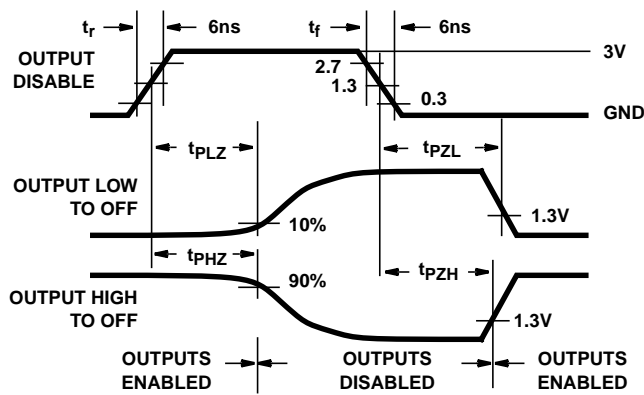 tr 6ns tf 6ns
OUTPUT
DISABLE
2.7
1.3
0.3
3V
GND
tPLZ tPZL
OUTPUT LOW
TO OFF
10%
1.3V
tPHZ tPZH
90%
OUTPUT HIGH
TO OFF
1.3V
OUTPUTS
ENABLED
OUTPUTS
DISABLED
OUTPUTS
ENABLED